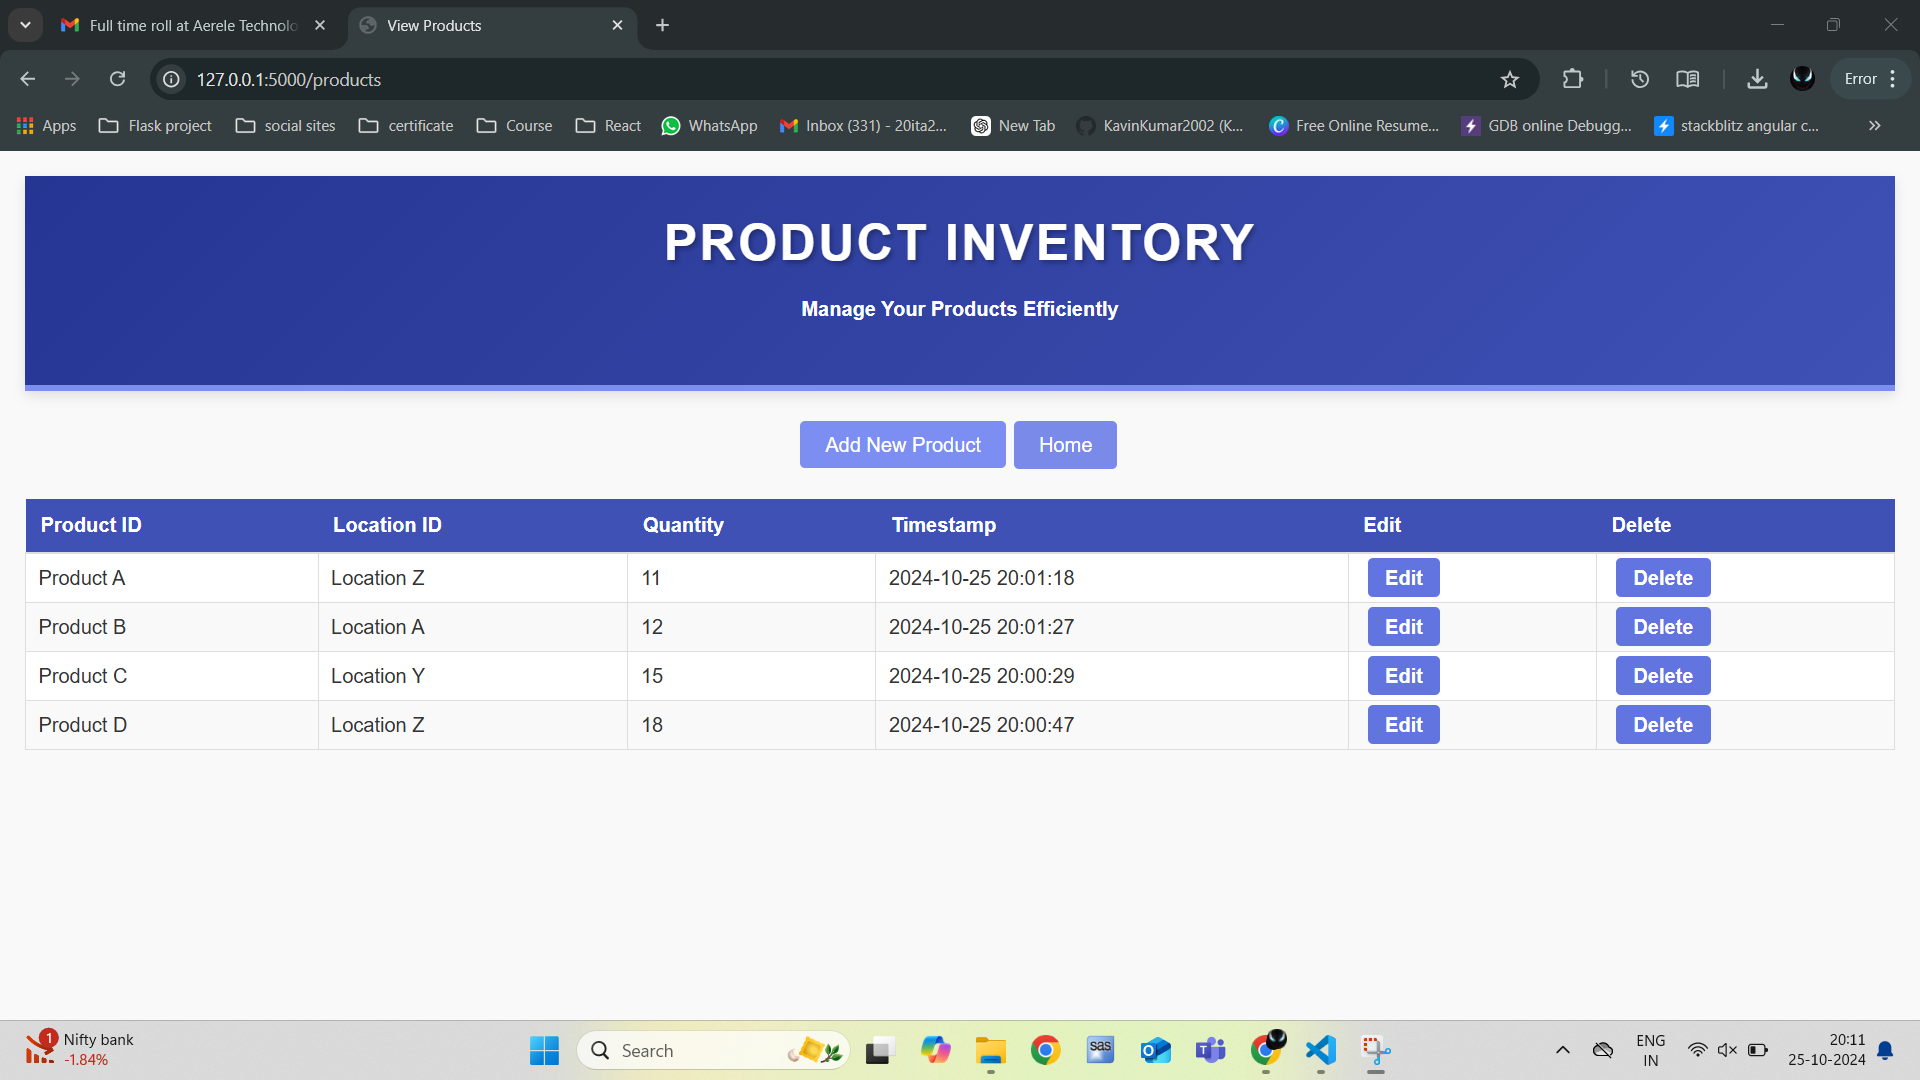 Full time roll at Aerele Technolo
View Products
127.0.0.1:5000/products
Error
Apps
Flask project
social sites
certificate
Course
React
WhatsApp
Inbox (331) - 20ita2...
New Tab
KavinKumar2002 (K...
Free Online Resume...
GDB online Debugg...
stackblitz angular c...
PRODUCT INVENTORY
Manage Your Products Efficiently
Add New Product Home
Product ID Location ID Quantity Timestamp Edit Delete
Product A Location Z 11 2024-10-25 20:01:18 Edit Delete
Product B Location A 12 2024-10-25 20:01:27 Edit Delete
Product C Location Y 15 2024-10-25 20:00:29 Edit Delete
Product D Location Z 18 2024-10-25 20:00:47 Edit Delete
1
Nifty bank
-1.84%
Search
sas
ENG
IN
20:11
25-10-2024